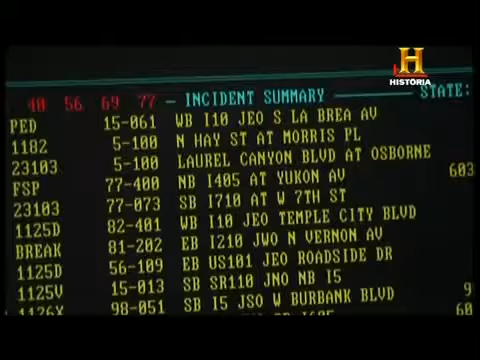 H
HISTORIA
40 56 69 77 - INCIDENT SUMMARY STATE:
PED 15-061 WB I10 JEO S LA BREA AV
1182 5-100 N HAY ST AT MORRIS PL
23103 5-100 LAUREL CANYON BLVD AT OSBORNE 603
FSP 77-400 NB I405 AT YUKON AV
23103 77-073 SB I710 AT W 7TH ST
1125D 82-401 WB I10 JEO TEMPLE CITY BLVD
BREAK 81-202 EB I210 JWO N VERNON AV
1125D 56-109 EB US101 JEO ROADSIDE DR
1125V 15-013 SB SR110 JNO NB I5
1126X 98-051 SB I5 JSO W BURBANK BLVD 9
60